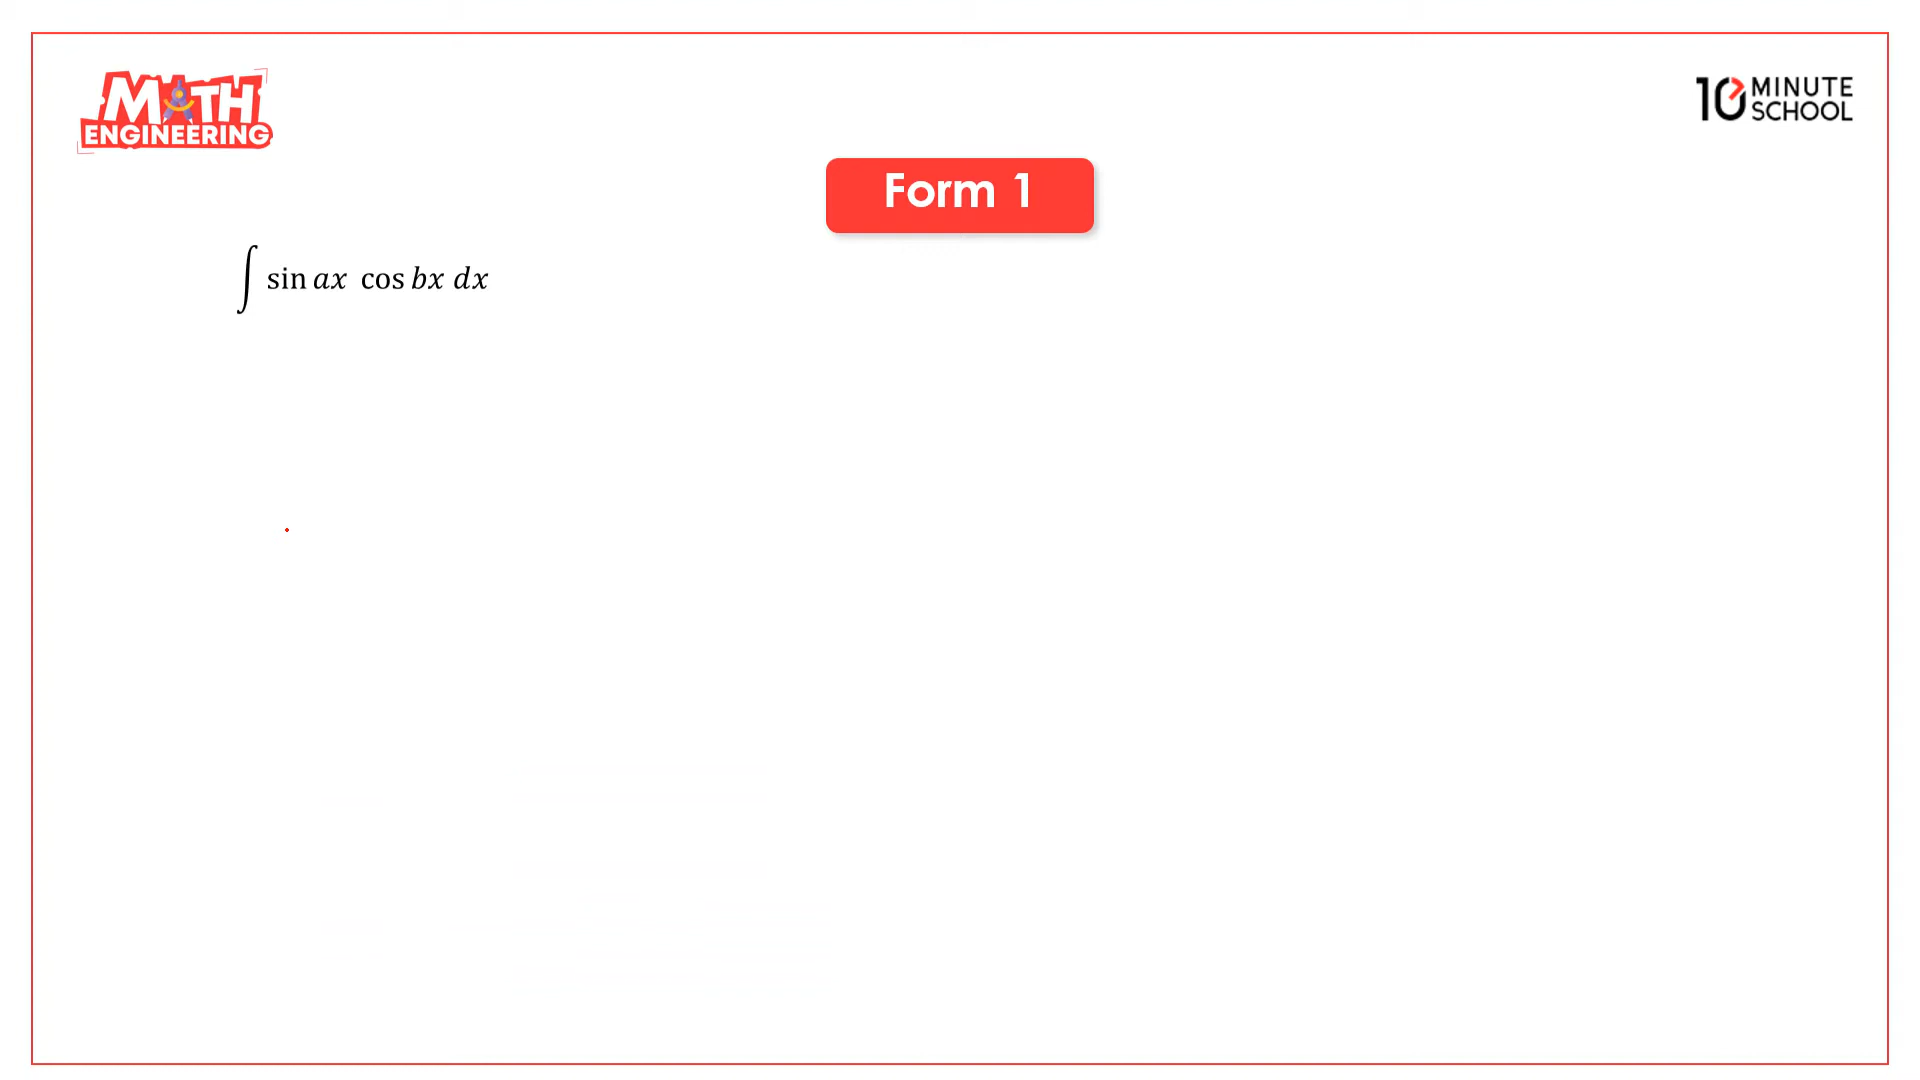 MATH
ENGINEERING
10 MINUTE
SCHOOL
Form 1
∫ sin ax cos bx dx